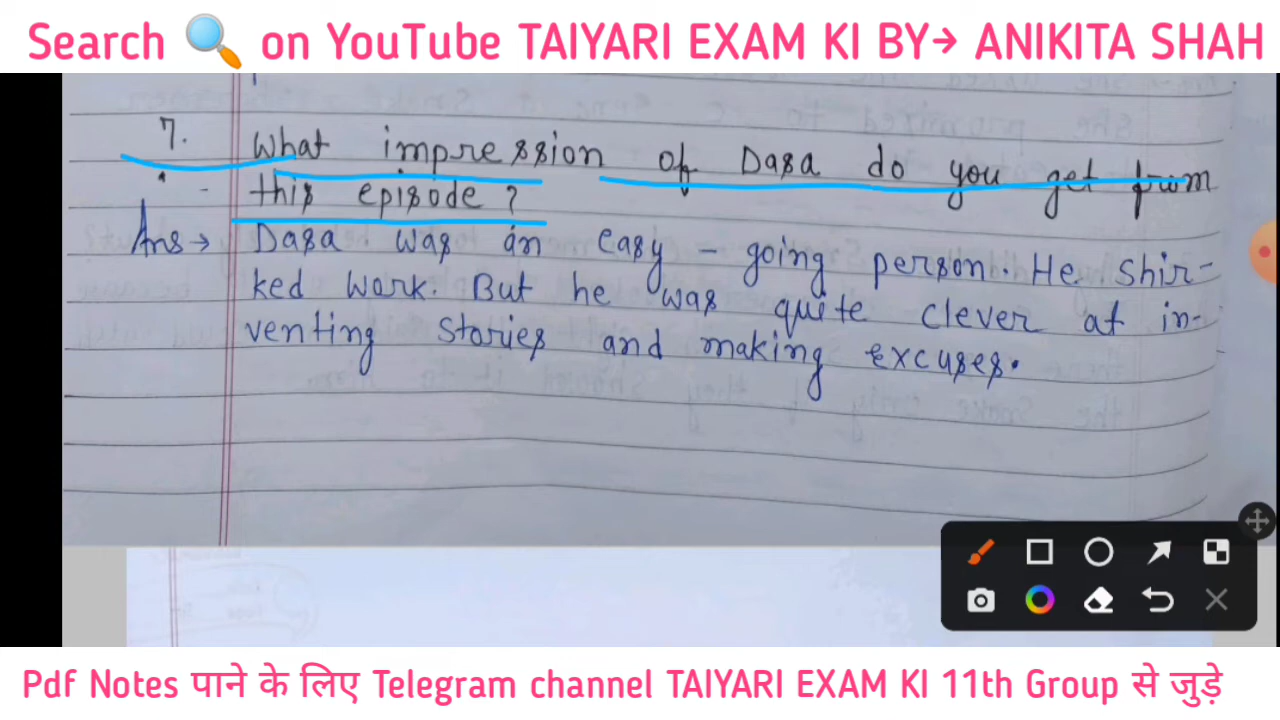 Search 🔍 on YouTube TAIYARI EXAM KI BY→ ANIKITA SHAH
7. What impression of Dasa do you get from
this episode?
Ans → Dasa was an easy - going person. He shir-
ked work. But he was quite clever at in-
venting stories and making excuses.
Pdf Notes पाने के लिए Telegram channel TAIYARI EXAM KI 11th Group से जुड़े